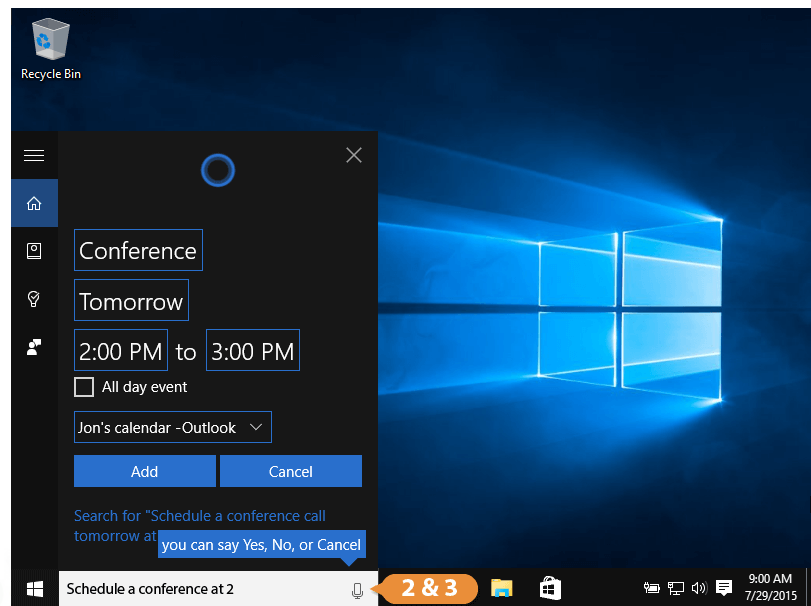 Recycle Bin
Conference
Tomorrow
2:00 PM to 3:00 PM
All day event
Jon's calendar -Outlook
Add Cancel
Search for "Schedule a conference call
tomorrow at
you can say Yes, No, or Cancel
Schedule a conference at 2
2 & 3
9:00 AM
7/29/2015